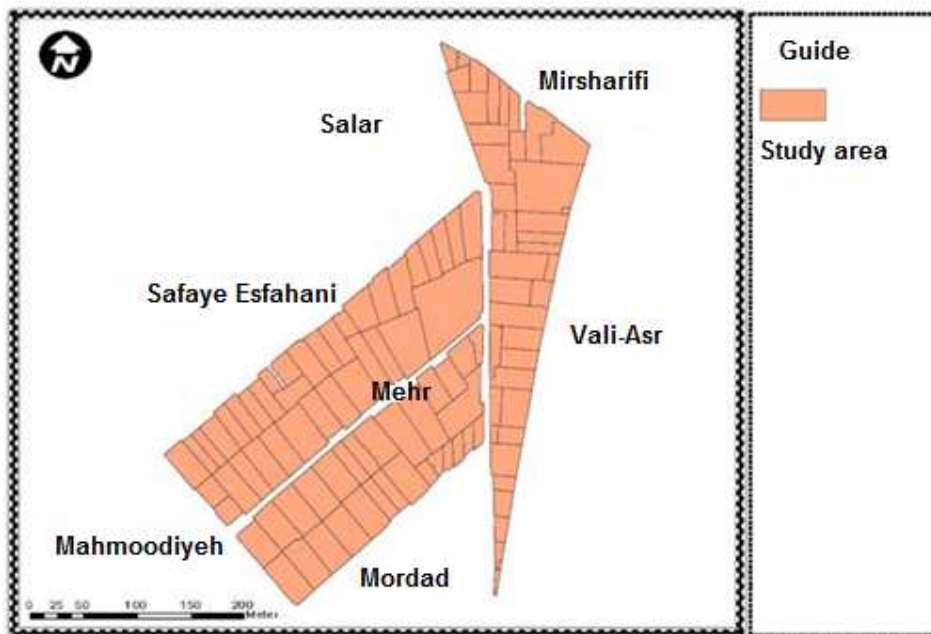 N
Mirsharifi
Salar
Safaye Esfahani
Vali-Asr
Mehr
Mahmoodiyeh
Mordad
0 25 50 100 150 200
Meter
Guide
Study area